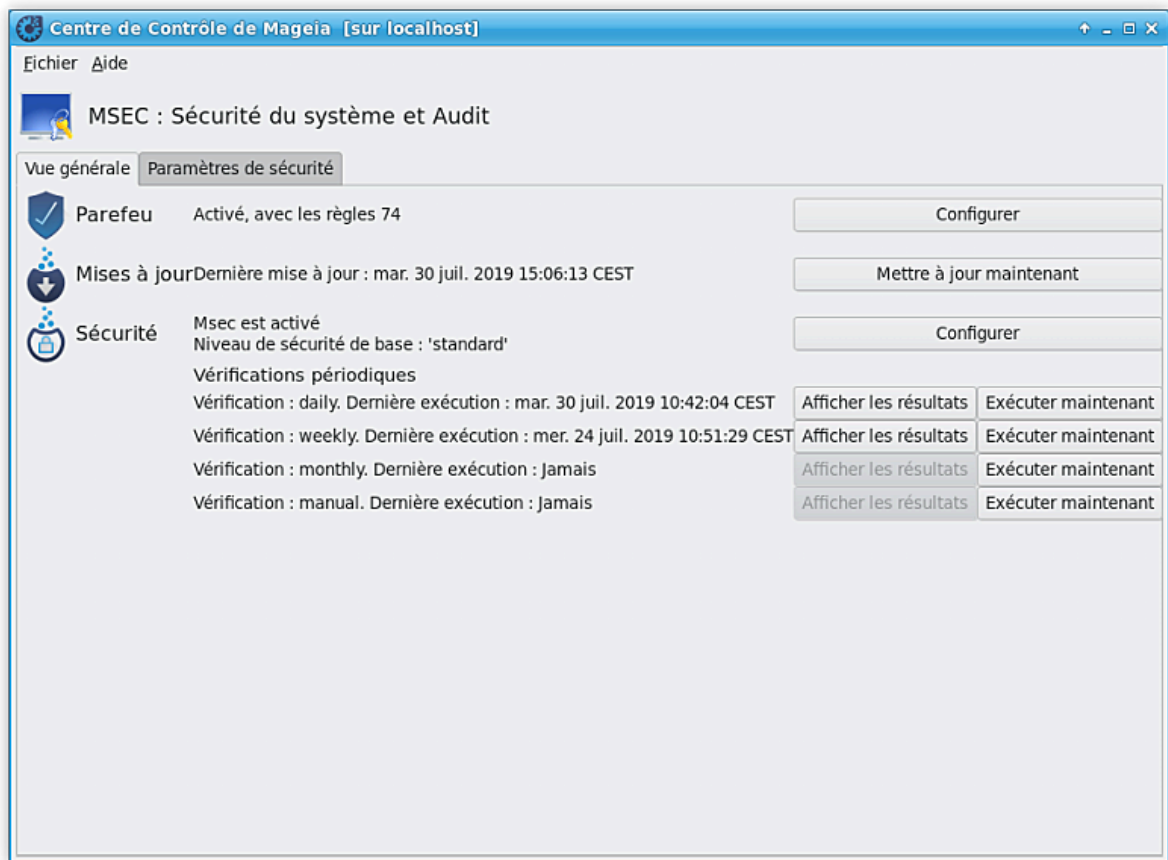 Centre de Contrôle de Mageia [sur localhost]
Fichier Aide
MSEC : Sécurité du système et Audit
Vue générale Paramètres de sécurité
Parefeu Activé, avec les règles 74 Configurer
Mises à jour Dernière mise à jour : mar. 30 juil. 2019 15:06:13 CEST Mettre à jour maintenant
Sécurité Msec est activé Configurer
Niveau de sécurité de base : 'standard'
Vérifications périodiques
Vérification : daily. Dernière exécution : mar. 30 juil. 2019 10:42:04 CEST Afficher les résultats Exécuter maintenant
Vérification : weekly. Dernière exécution : mer. 24 juil. 2019 10:51:29 CEST Afficher les résultats Exécuter maintenant
Vérification : monthly. Dernière exécution : Jamais Afficher les résultats Exécuter maintenant
Vérification : manual. Dernière exécution : Jamais Afficher les résultats Exécuter maintenant